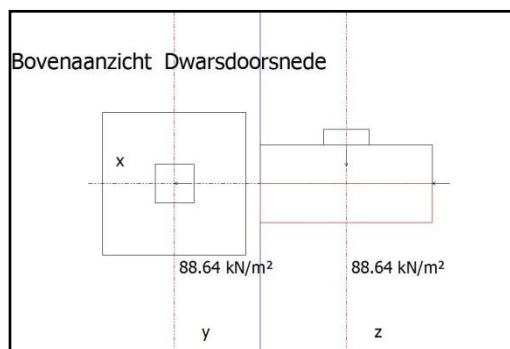 Bovenaanzicht Dwarsdoorsnede
x
88.64 kN/m² 88.64 kN/m²
y z